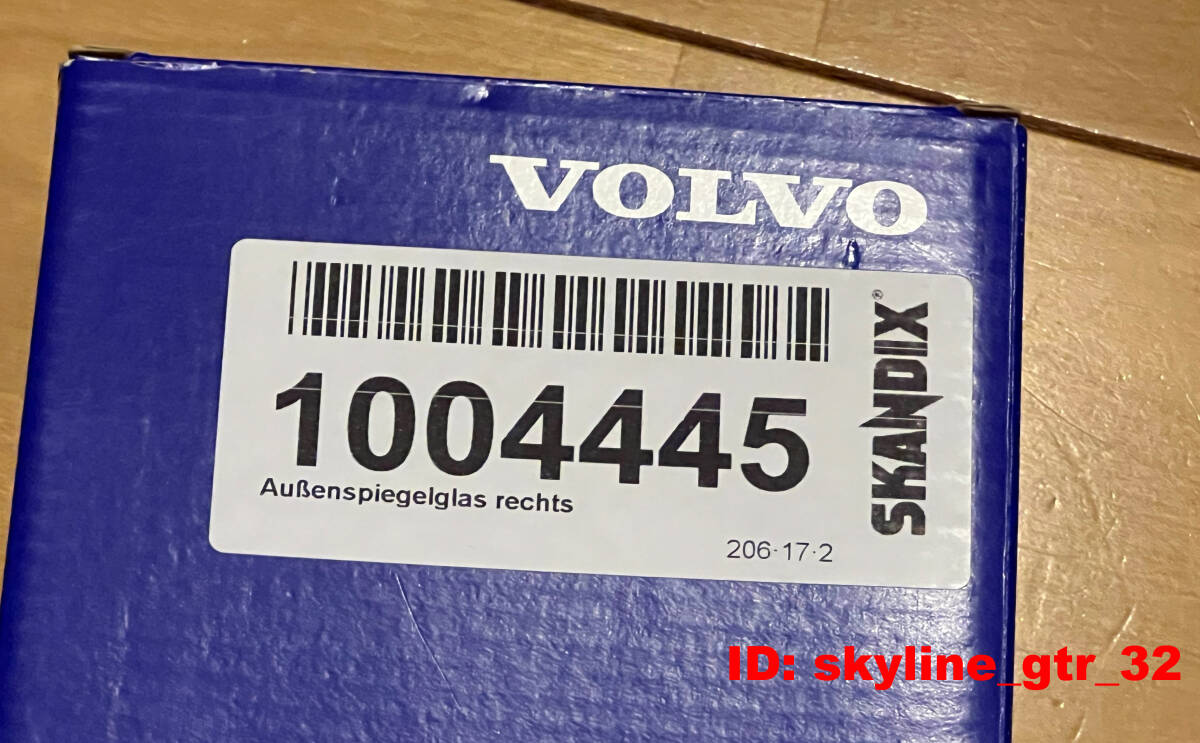 VOLVO
1004445
Außenspiegelglas rechts
206-17-2
SKANDIX®
ID: skyline_gtr_32